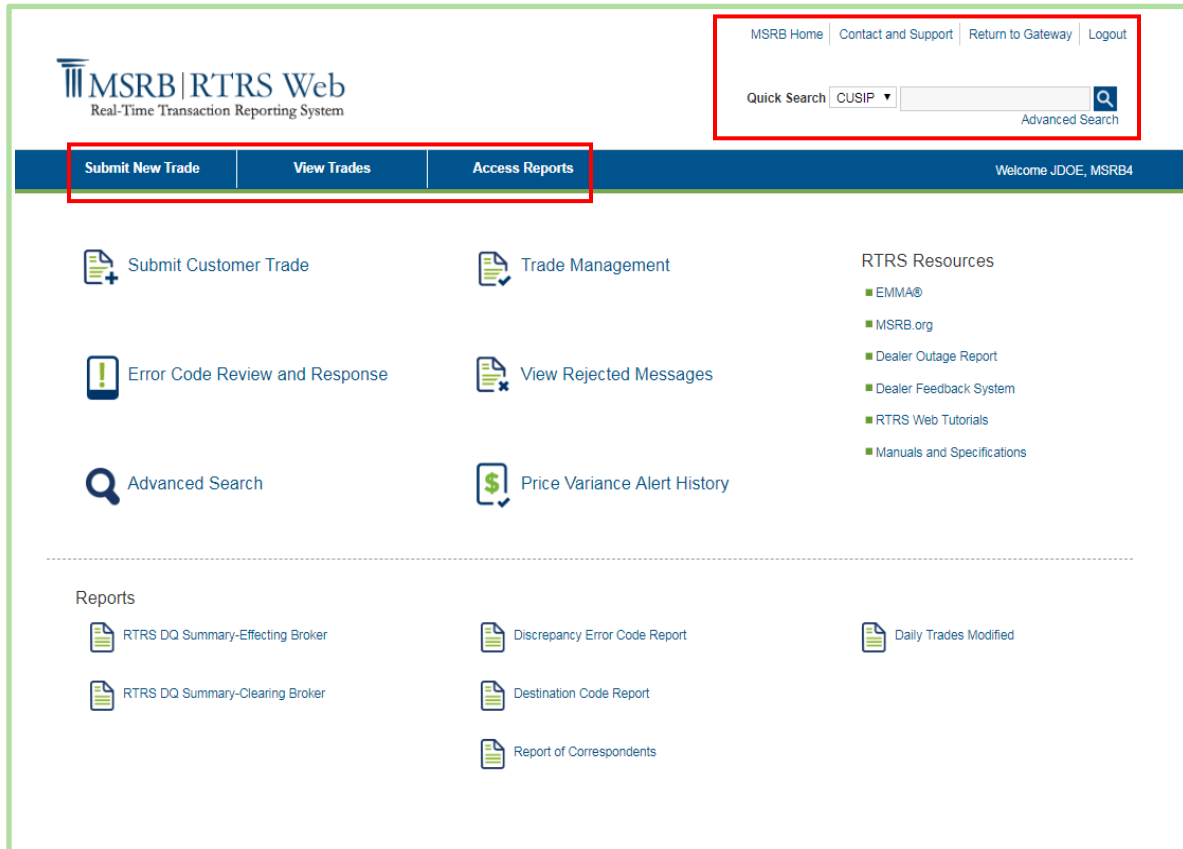 MSRB Home Contact and Support Return to Gateway Logout
MSRB|RTRS Web
Real-Time Transaction Reporting System
Quick Search CUSIP
Advanced Search
Submit New Trade View Trades Access Reports Welcome JDOE, MSRB4
Submit Customer Trade Trade Management RTRS Resources
EMMA®
MSRB.org
Dealer Outage Report
Error Code Review and Response View Rejected Messages
Dealer Feedback System
RTRS Web Tutorials
Manuals and Specifications
Advanced Search Price Variance Alert History
Reports
RTRS DQ Summary-Effecting Broker Discrepancy Error Code Report Daily Trades Modified
RTRS DQ Summary-Clearing Broker Destination Code Report
Report of Correspondents